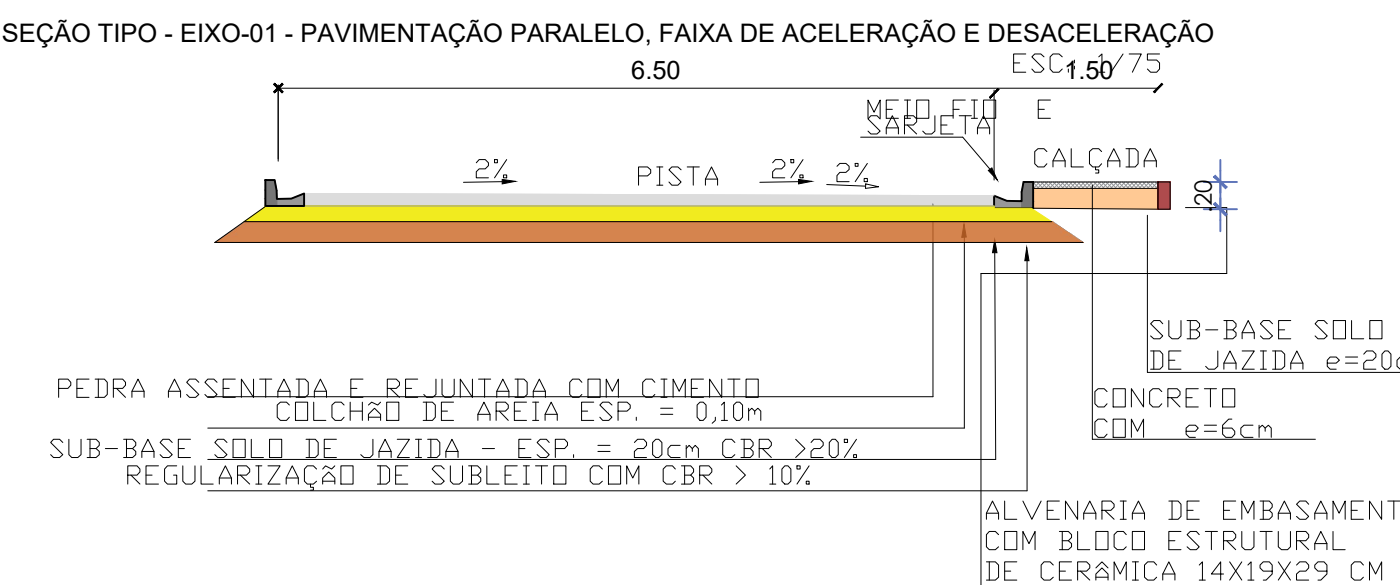 SEÇÃO TIPO - EIXO-01 - PAVIMENTAÇÃO PARALELO, FAIXA DE ACELERAÇÃO E DESACELERAÇÃO
ESC: 1/75
6.50
1.50
MEIO FIO E
SARJETA
CALÇADA
2%
PISTA
2%
2%
20
SUB-BASE SOLO
DE JAZIDA e=20c
PEDRA ASSENTADA E REJUNTADA COM CIMENTO
COLCHÃO DE AREIA ESP. = 0,10m
CONCRETO
COM e=6cm
SUB-BASE SOLO DE JAZIDA - ESP. = 20cm CBR >20%
REGULARIZAÇÃO DE SUBLEITO COM CBR > 10%
ALVENARIA DE EMBASAMENT
COM BLOCO ESTRUTURAL
DE CERÂMICA 14X19X29 CM